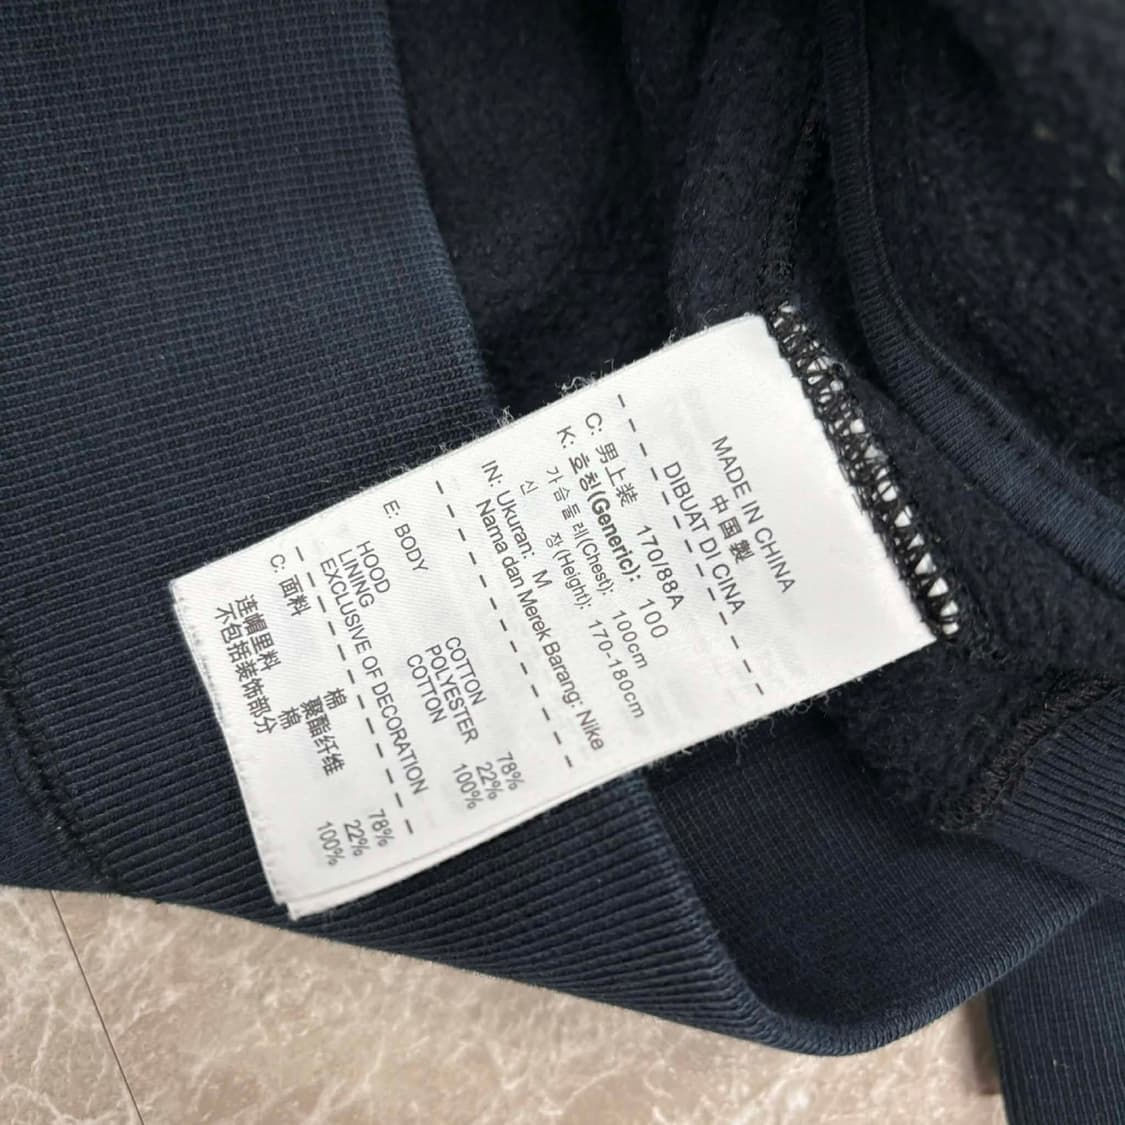 MADE IN CHINA
中国製
DIBUAT DI CINA
C: 男上装 170/88A
K: 호칭(Generic): 100
가슴둘레(Chest): 100cm
신 장(Height): 170-180cm
IN: Ukuran: M
Nama dan Merek Barang: Nike
E: BODY COTTON 78%
POLYESTER 22%
HOOD LINING COTTON 100%
EXCLUSIVE OF DECORATION
C: 面料 棉 78%
聚酯纤维 22%
连帽里料 棉 100%
不包括装饰部分